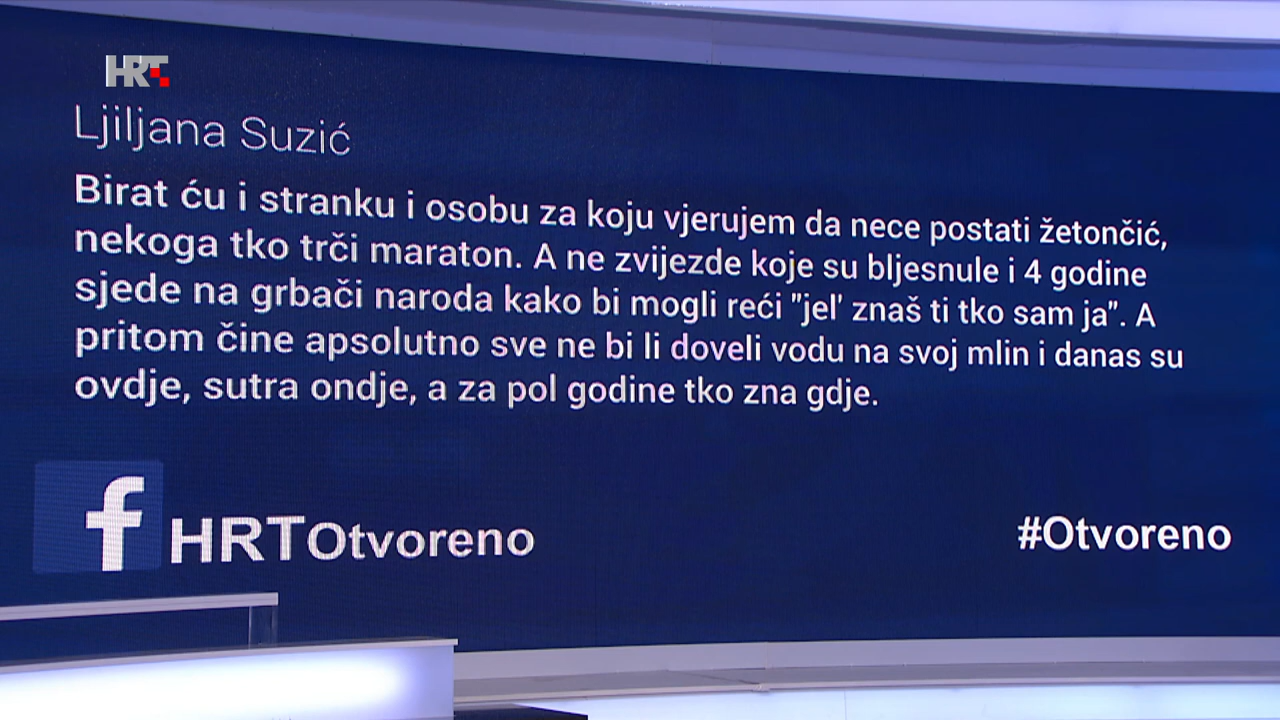 HRT
Ljiljana Suzić
Birat ću i stranku i osobu za koju vjerujem da nece postati žetončić,
nekoga tko trči maraton. A ne zvijezde koje su bljesnule i 4 godine
sjede na grbači naroda kako bi mogli reći "jel' znaš ti tko sam ja". A
pritom čine apsolutno sve ne bi li doveli vodu na svoj mlin i danas su
ovdje, sutra ondje, a za pol godine tko zna gdje.
f HRTOtvoreno
#Otvoreno